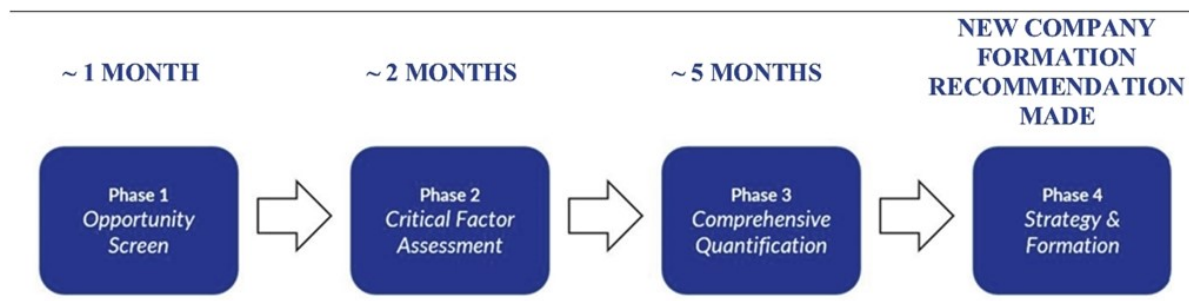 ~ 1 MONTH
~ 2 MONTHS
~ 5 MONTHS
NEW COMPANY
FORMATION
RECOMMENDATION
MADE
Phase 1
Opportunity
Screen
Phase 2
Critical Factor
Assessment
Phase 3
Comprehensive
Quantification
Phase 4
Strategy &
Formation